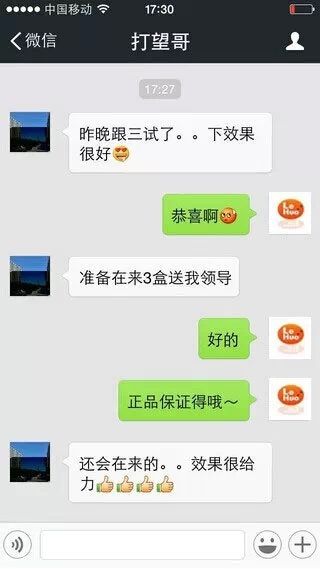 中国移动 17:30
微信 打望哥
17:27
昨晚跟三试了。。下效果
很好
恭喜啊
Le
Huo
准备在来3盒送我领导
好的
Le
Huo
正品保证得哦～
Le
Huo
还会在来的。。效果很给
力